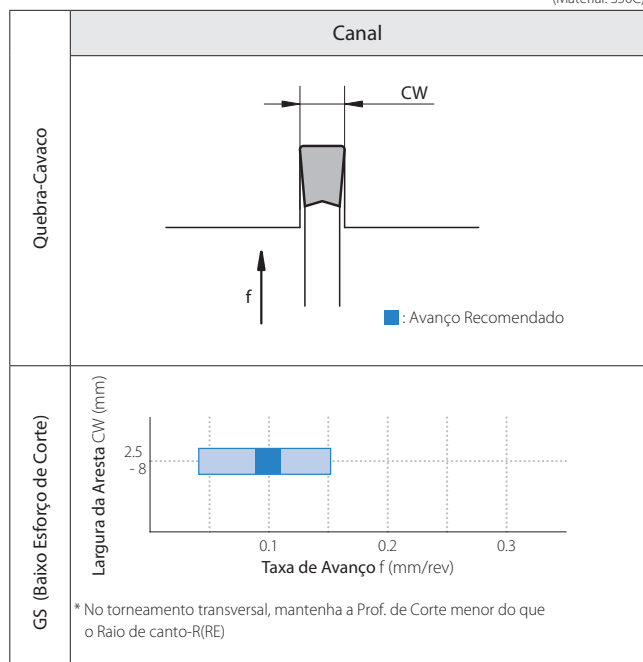 (Material: S50C)
Canal
Quebra-Cavaco
CW
f
: Avanço Recomendado
GS (Baixo Esforço de Corte)
Largura da Aresta CW (mm)
2.5
- 8
0.1 0.2 0.3
Taxa de Avanço f (mm/rev)
* No torneamento transversal, mantenha a Prof. de Corte menor do que
o Raio de canto-R(RE)